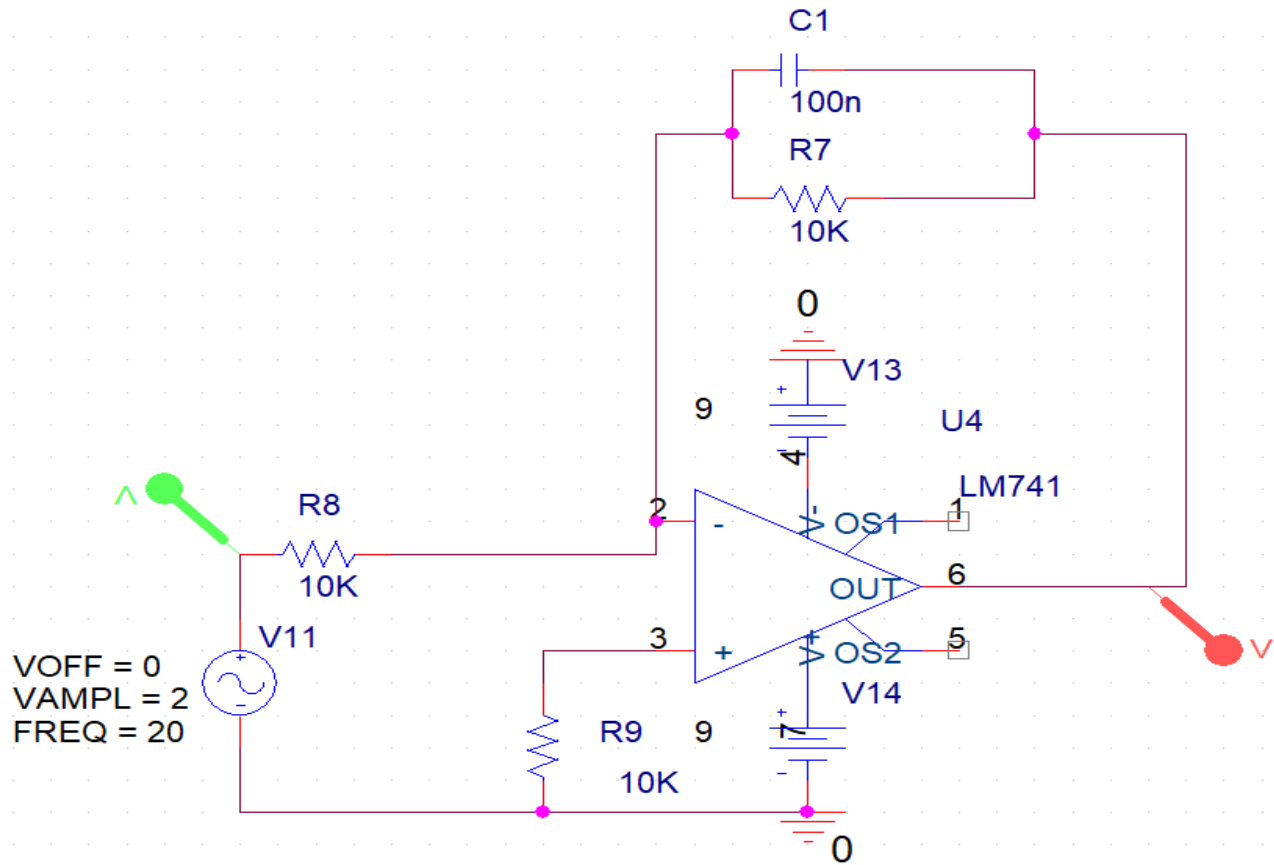 C1
100n
R7
10K
0
V13
9
4
U4
LM741
V
R8
10K
2
-
V-
OS1
1
OUT
6
V11
VOFF = 0
VAMPL = 2
FREQ = 20
3
+
V+
OS2
5
V
V14
R9
10K
9
7
0